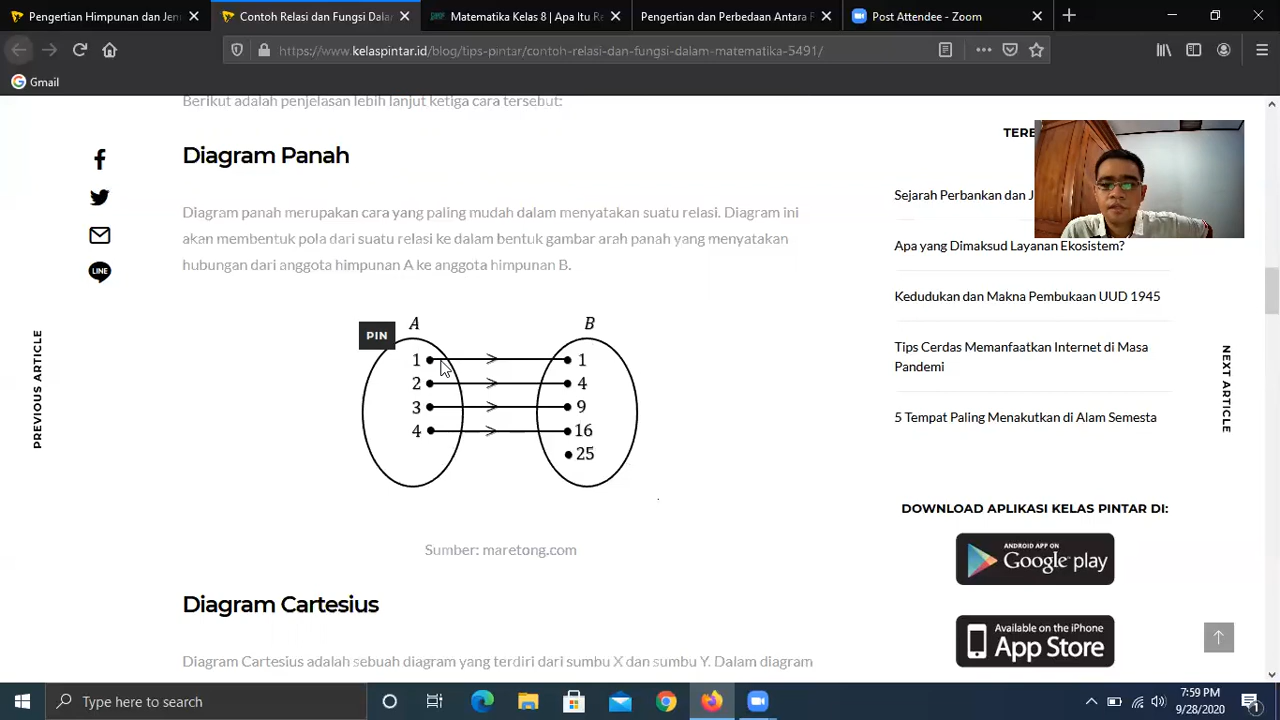 Pengertian Himpunan dan Jen
Contoh Relasi dan Fungsi Dala
Matematika Kelas 8 | Apa Itu Re
Pengertian dan Perbedaan Antara F
Post Attendee - Zoom
https://www.kelaspintar.id/blog/tips-pintar/contoh-relasi-dan-fungsi-dalam-matematika-5491/
Gmail
Berikut adalah penjelasan lebih lanjut ketiga cara tersebut:
Diagram Panah
Diagram panah merupakan cara yang paling mudah dalam menyatakan suatu relasi. Diagram ini
akan membentuk pola dari suatu relasi ke dalam bentuk gambar arah panah yang menyatakan
hubungan dari anggota himpunan A ke anggota himpunan B.
LINE
PREVIOUS ARTICLE
PIN
A B
1 1
2 4
3 9
4 16
25
Sumber: maretong.com
Diagram Cartesius
Diagram Cartesius adalah sebuah diagram yang terdiri dari sumbu X dan sumbu Y. Dalam diagram
TERE
Sejarah Perbankan dan J
Apa yang Dimaksud Layanan Ekosistem?
Kedudukan dan Makna Pembukaan UUD 1945
Tips Cerdas Memanfaatkan Internet di Masa
Pandemi
5 Tempat Paling Menakutkan di Alam Semesta
NEXT ARTICLE
DOWNLOAD APLIKASI KELAS PINTAR DI:
ANDROID APP ON
Google play
Available on the iPhone
App Store
Type here to search
7:59 PM
9/28/2020
1